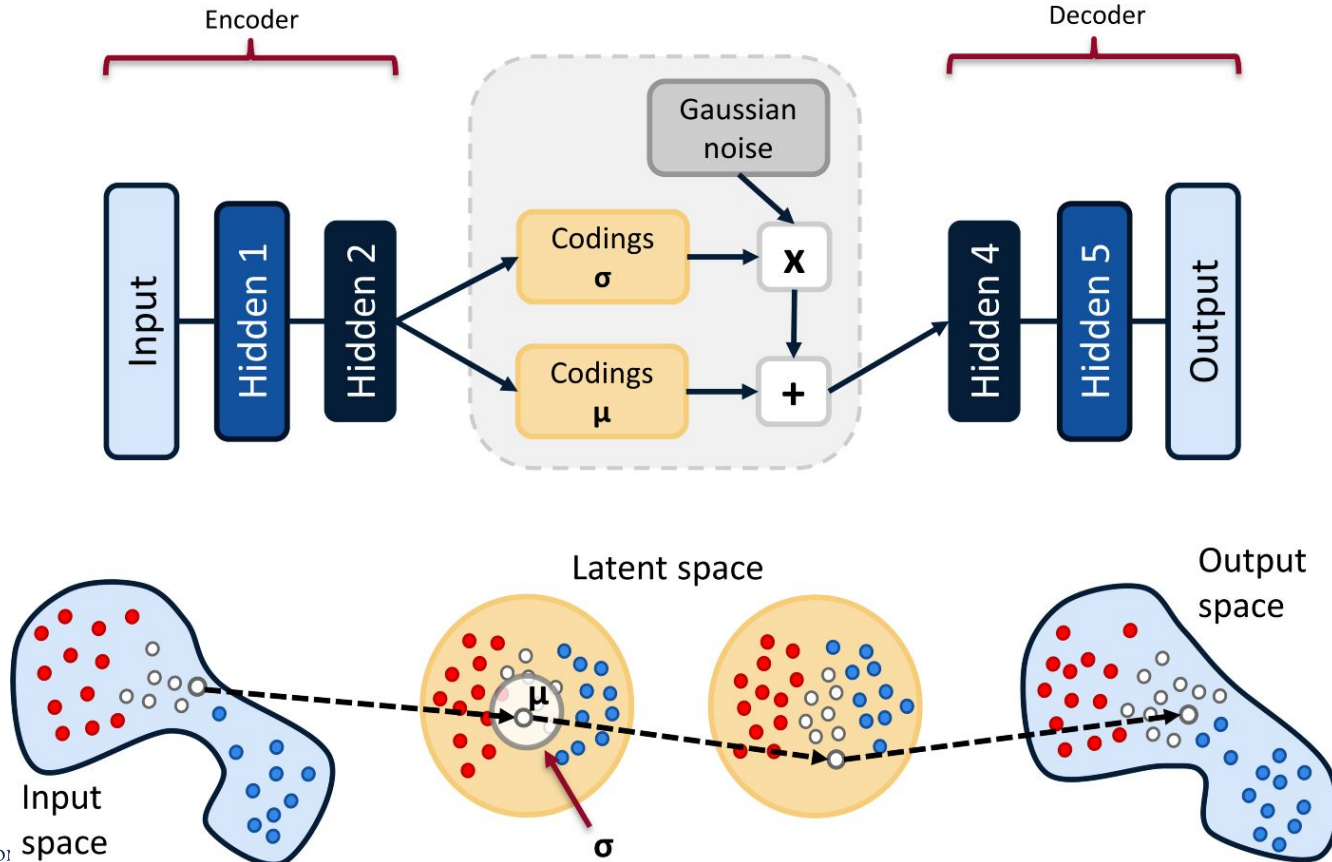 Encoder
Decoder
Gaussian
noise
Input
Hidden 1
Hidden 2
Codings
σ
x
Codings
μ
+
Hidden 4
Hidden 5
Output
Latent space
Output
space
μ
Input
space
σ